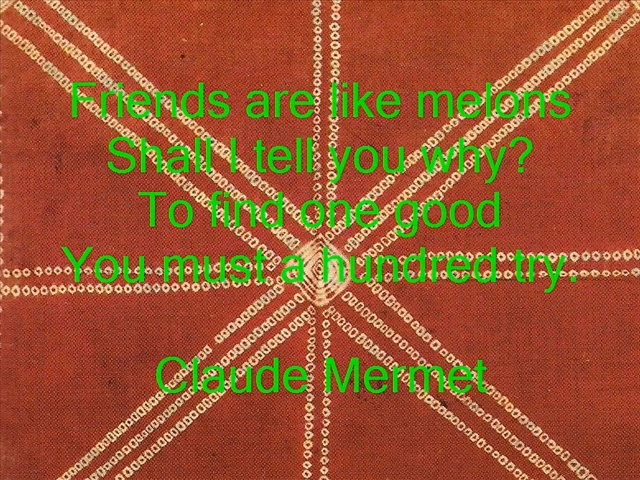 Friends are like melons
Shall I tell you why?
To find one good
You must a hundred try.
Claude Mermet